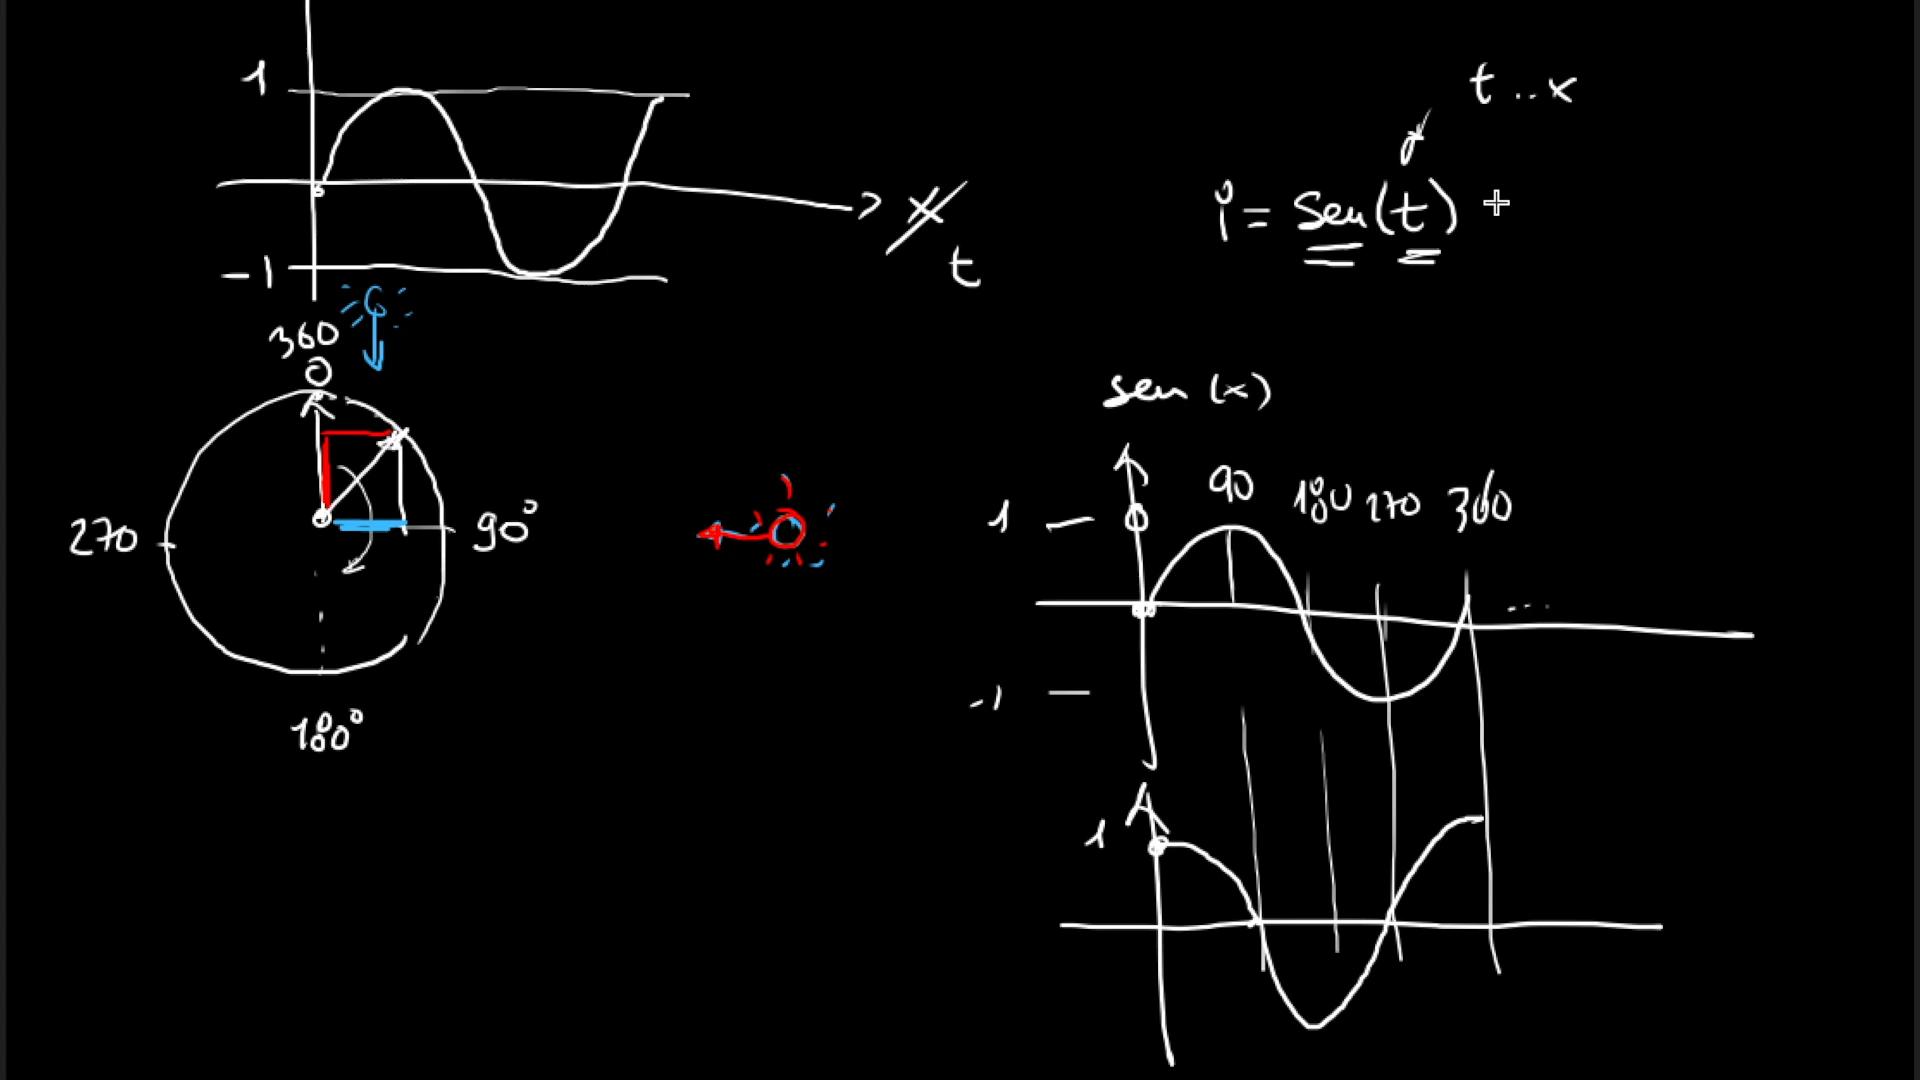 1
-1
x
t
t .. x
i = sen(t)
360
0
270
90°
180°
sen (x)
1
90 180 270 360
...
-1
1